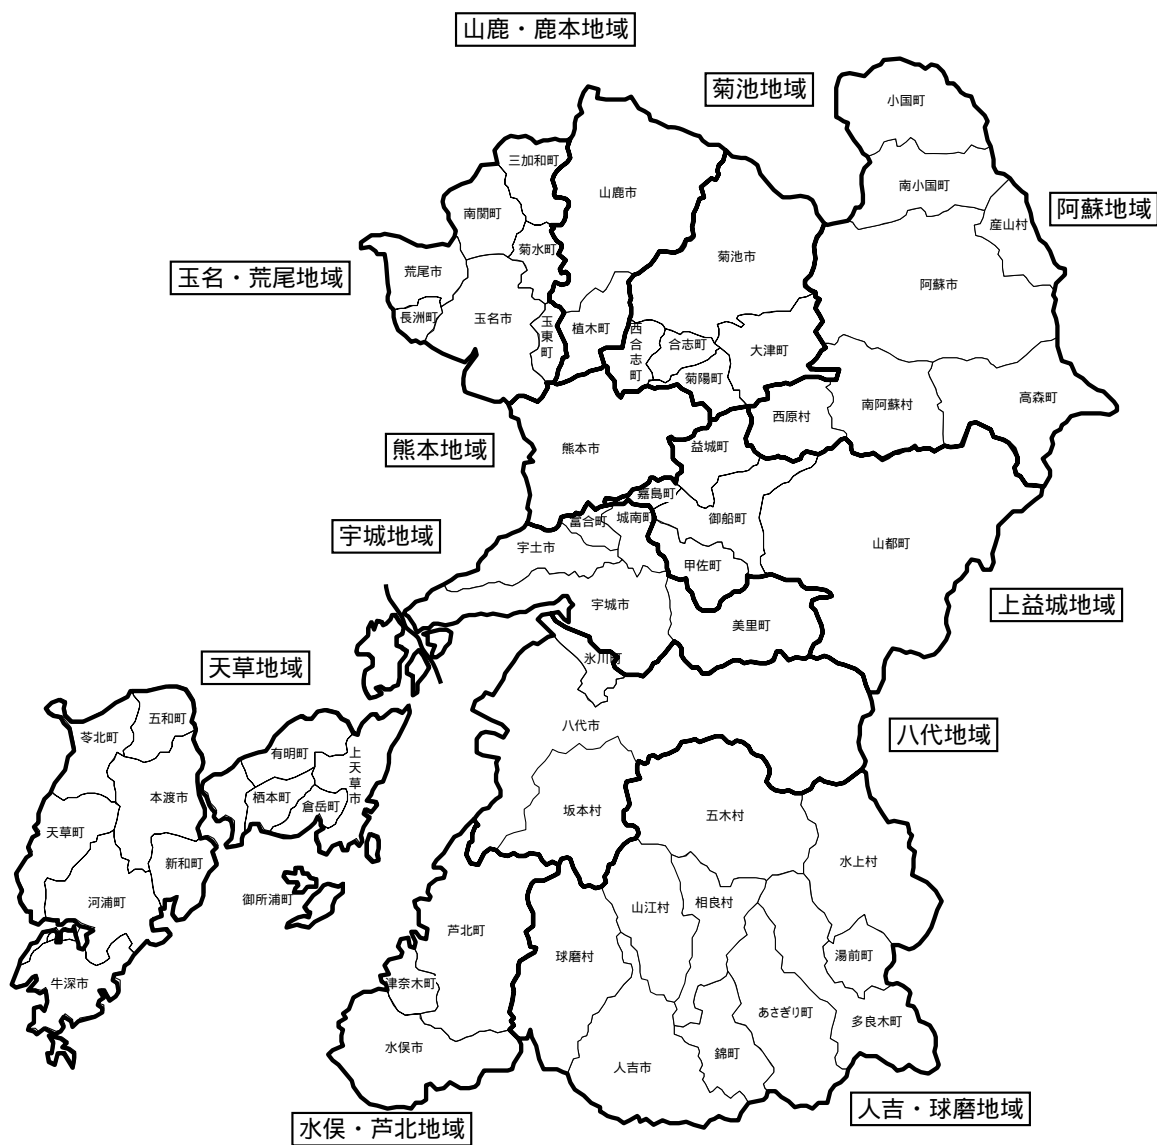 山鹿・鹿本地域
菊池地域
小国町
三加和町
山鹿市
南小国町
阿蘇地域
南関町
産山村
菊水町
菊池市
玉名・荒尾地域
荒尾市
阿蘇市
長洲町
玉名市
玉東町
植木町
西合志町
合志町
大津町
菊陽町
西原村
南阿蘇村
高森町
熊本地域
熊本市
益城町
嘉島町
宇城地域
富合町
城南町
御船町
宇土市
山都町
甲佐町
宇城市
上益城地域
美里町
天草地域
氷川町
五和町
苓北町
八代市
八代地域
有明町
上天草市
本渡市
栖本町
倉岳町
坂本村
五木村
天草町
新和町
水上村
河浦町
御所浦町
山江村
相良村
芦北町
球磨村
湯前町
牛深市
津奈木町
あさぎり町
多良木町
水俣市
錦町
人吉市
人吉・球磨地域
水俣・芦北地域